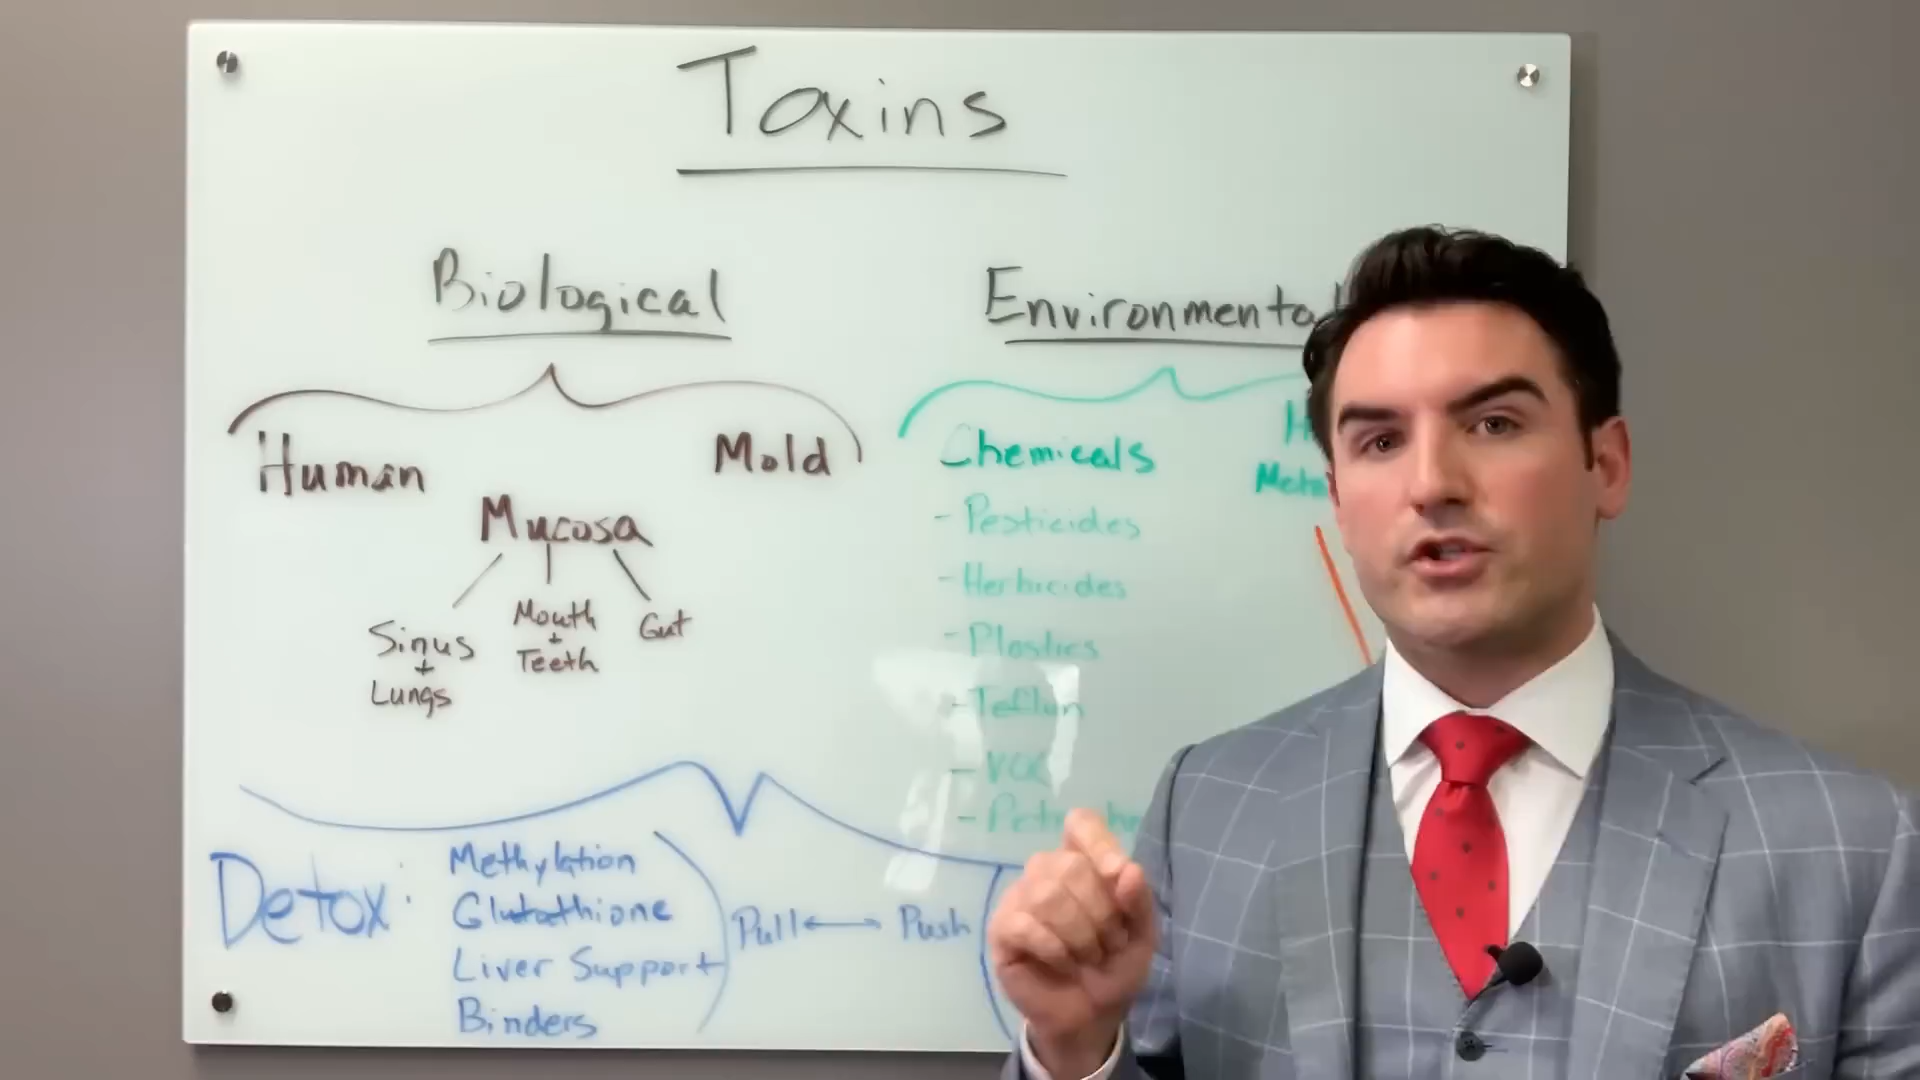 Toxins
Biological
Environmental
Human
Mold
Mucosa
Sinus
+
Lungs
Mouth
+
Teeth
Gut
Chemicals
- Pesticides
- Herbicides
- Plastics
- Teflon
Detox:
Methylation
Glutathione
Liver Support
Binders
Pull ↔ Push